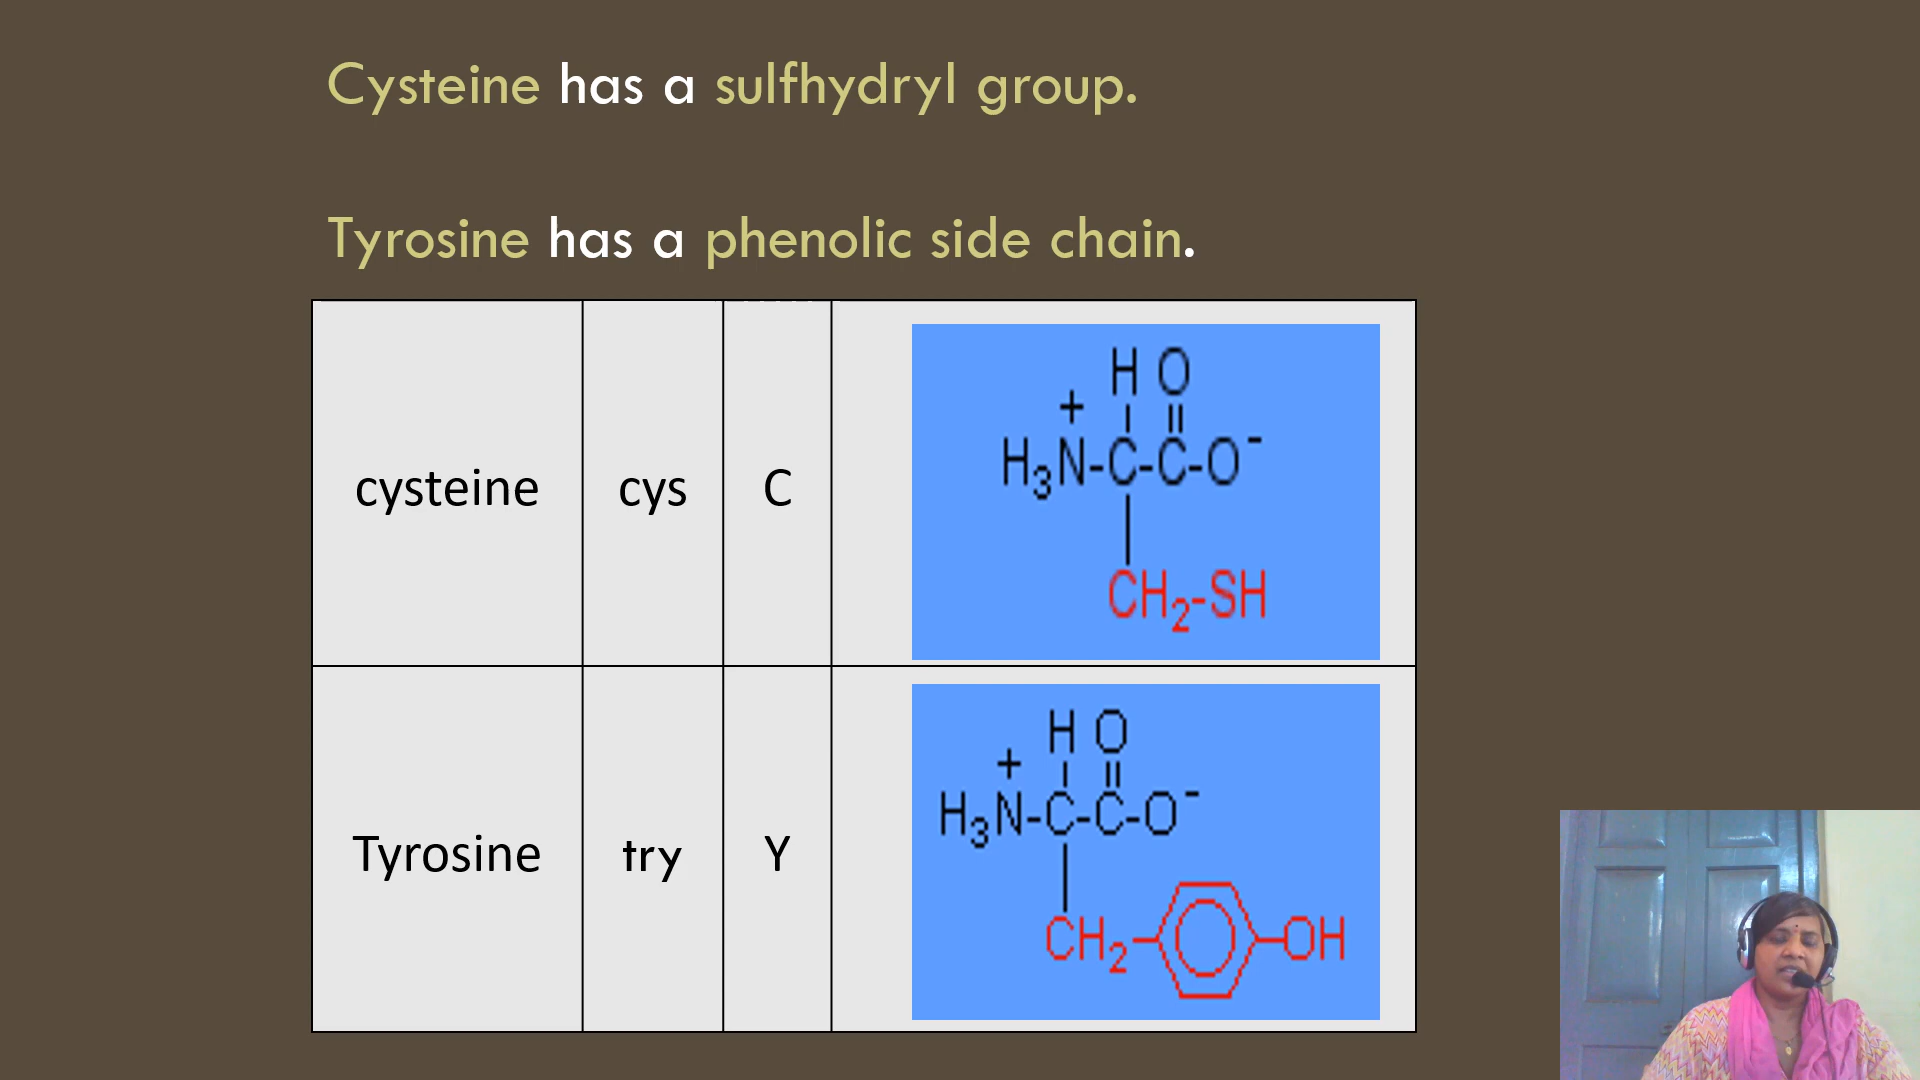 Cysteine has a sulfhydryl group.
Tyrosine has a phenolic side chain.
cysteine cys C
H O
+
H3N-C-C-O-
CH2-SH
Tyrosine try Y
H O
+
H3N-C-C-O-
CH2-OH